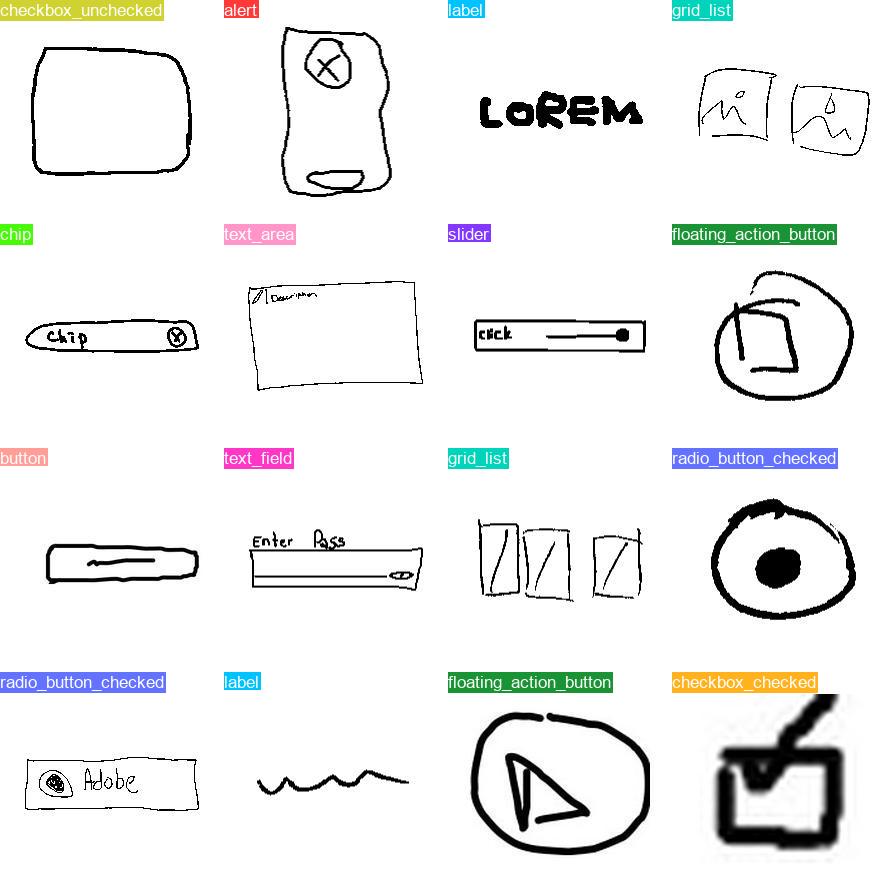 checkbox_unchecked
alert
label
grid_list
LOREM
chip
text_area
slider
floating_action_button
Chip
Description
click
button
text_field
grid_list
radio_button_checked
Enter Pass
radio_button_checked
label
floating_action_button
checkbox_checked
Adobe